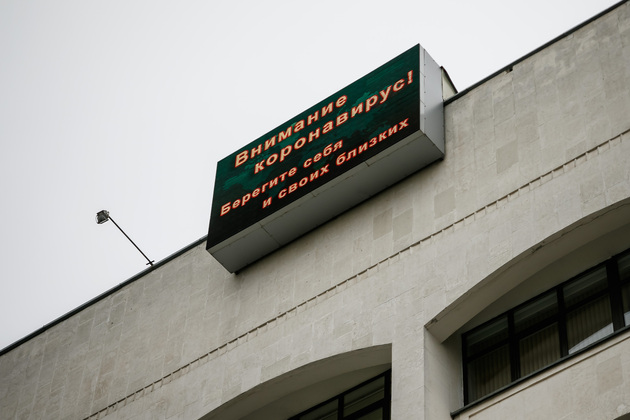 Внимание
коронавирус!
Берегите себя
и своих близких